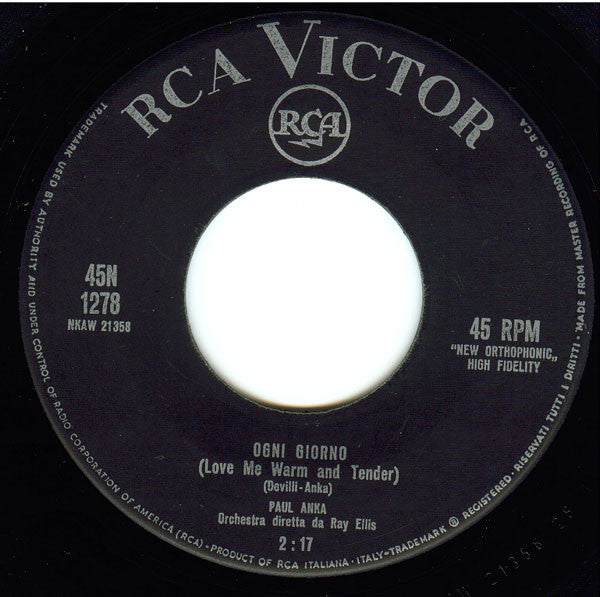 RCA VICTOR
RCA
45N
1278
NKAW 21358
45 RPM
"NEW ORTHOPHONIC„
HIGH FIDELITY
OGNI GIORNO
(Love Me Warm and Tender)
(Devilli-Anka)
PAUL ANKA
Orchestra diretta da Ray Ellis
2:17
TRADEMARK USED BY AUTHORITY AND UNDER CONTROL OF RADIO CORPORATION OF AMERICA (RCA) - PRODUCT OF RCA ITALIANA - ITALY - TRADEMARK ® REGISTERED - RISERVATI TUTTI I DIRITTI - MADE FROM MASTER RECORDING OF RCA